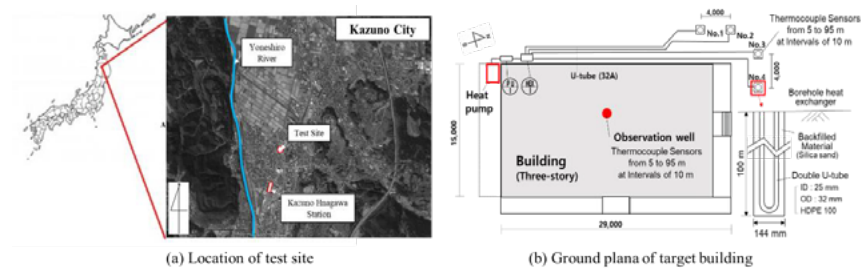 Kazuno City
Yoneshiro
River
Test Site
Kazuno Hnagawa
Station
A
(a) Location of test site
4,000
No.1
No.2
No.3
4,000
No.4
Thermocouple Sensors
from 5 to 95 m
at Intervals of 10 m
U-tube (32A)
Heat
pump
Borehole heat
exchanger
15,000
Observation well
Thermocouple Sensors
from 5 to 95 m
at Intervals of 10 m
Building
(Three-story)
29,000
100 m
Backfilled
Material
(Silica sand)
Double U-tube
ID : 25 mm
OD : 32 mm
HDPE 100
144 mm
(b) Ground plana of target building